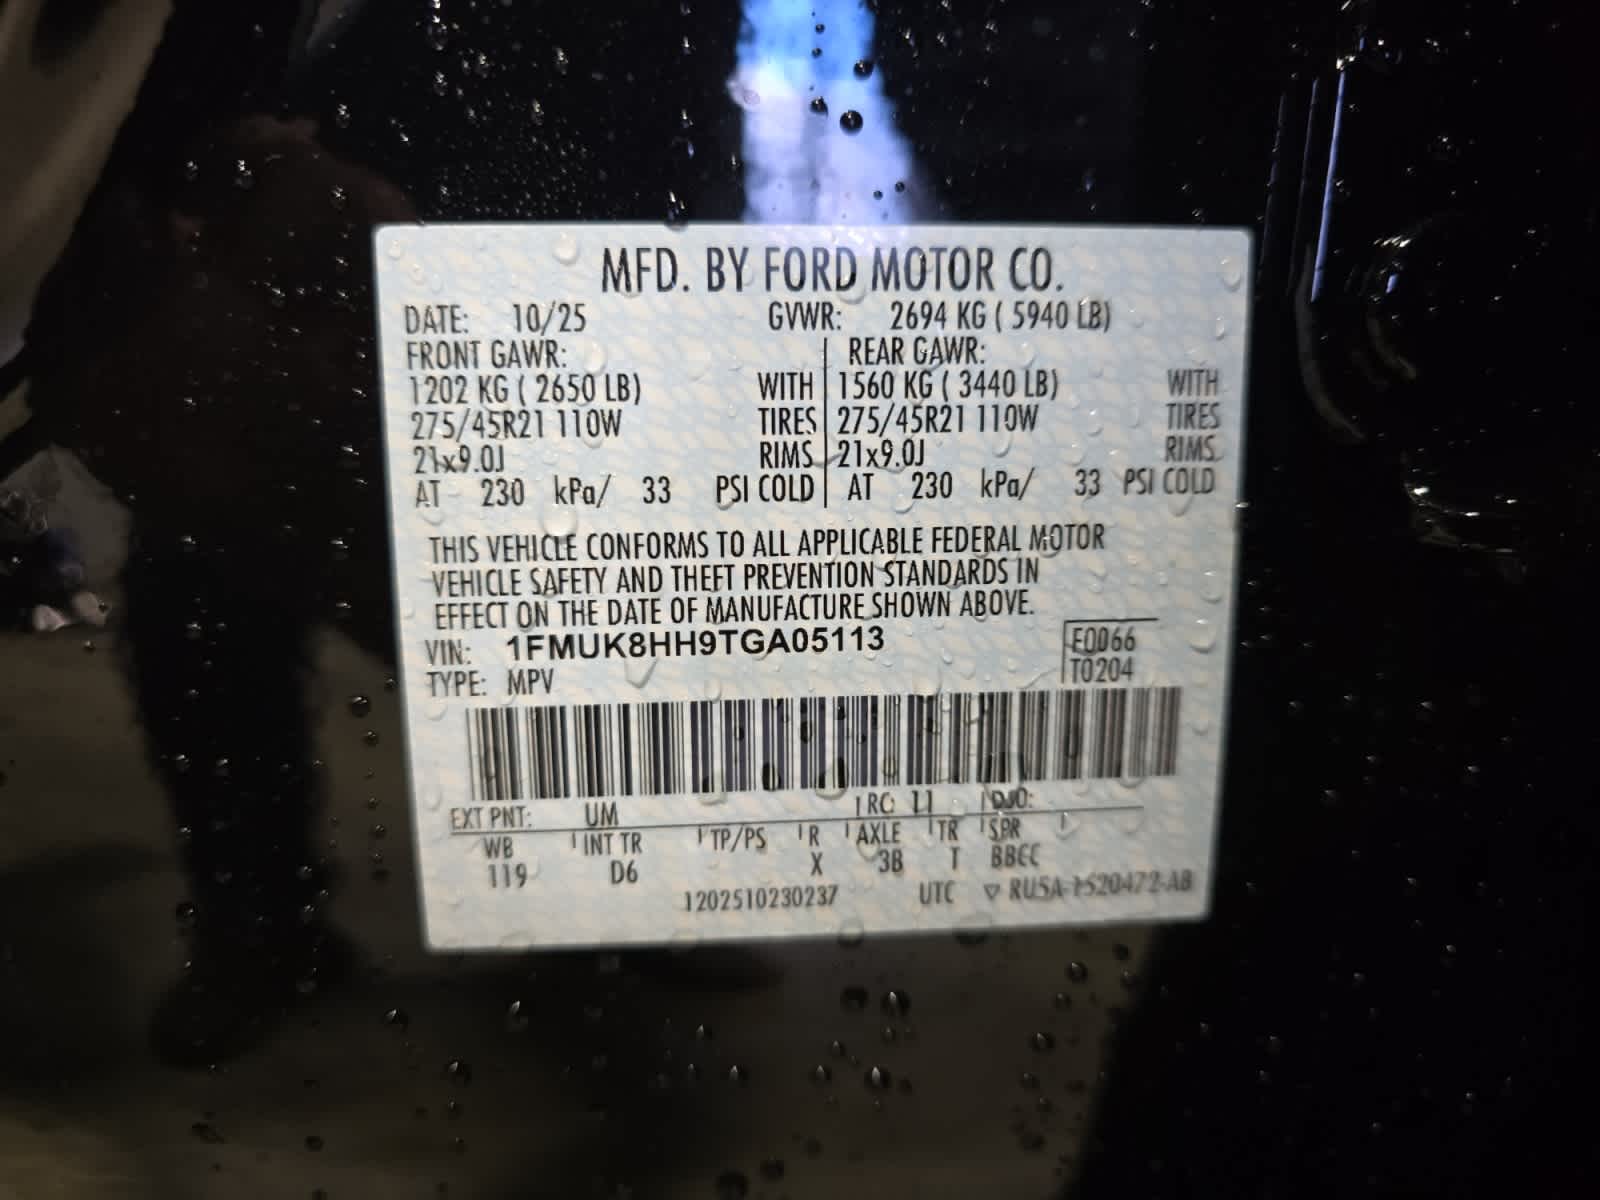 MFD. BY FORD MOTOR CO.
DATE: 10/25 GVWR: 2694 KG ( 5940 LB)
FRONT GAWR: REAR GAWR:
1202 KG ( 2650 LB) WITH 1560 KG ( 3440 LB) WITH
275/45R21 110W TIRES 275/45R21 110W TIRES
21x9.0J RIMS 21x9.0J RIMS
AT 230 kPa/ 33 PSI COLD AT 230 kPa/ 33 PSI COLD
THIS VEHICLE CONFORMS TO ALL APPLICABLE FEDERAL MOTOR
VEHICLE SAFETY AND THEFT PREVENTION STANDARDS IN
EFFECT ON THE DATE OF MANUFACTURE SHOWN ABOVE.
VIN: 1FMUK8HH9TGA05113 F0066
TYPE: MPV T0204
EXT PNT: UM RC: 11 DSO:
WB INT TR TP/PS R AXLE TR SPR
119 D6 X 3B T BBCC
1202510230237 UTC ▽ RU5A-1520472-AB